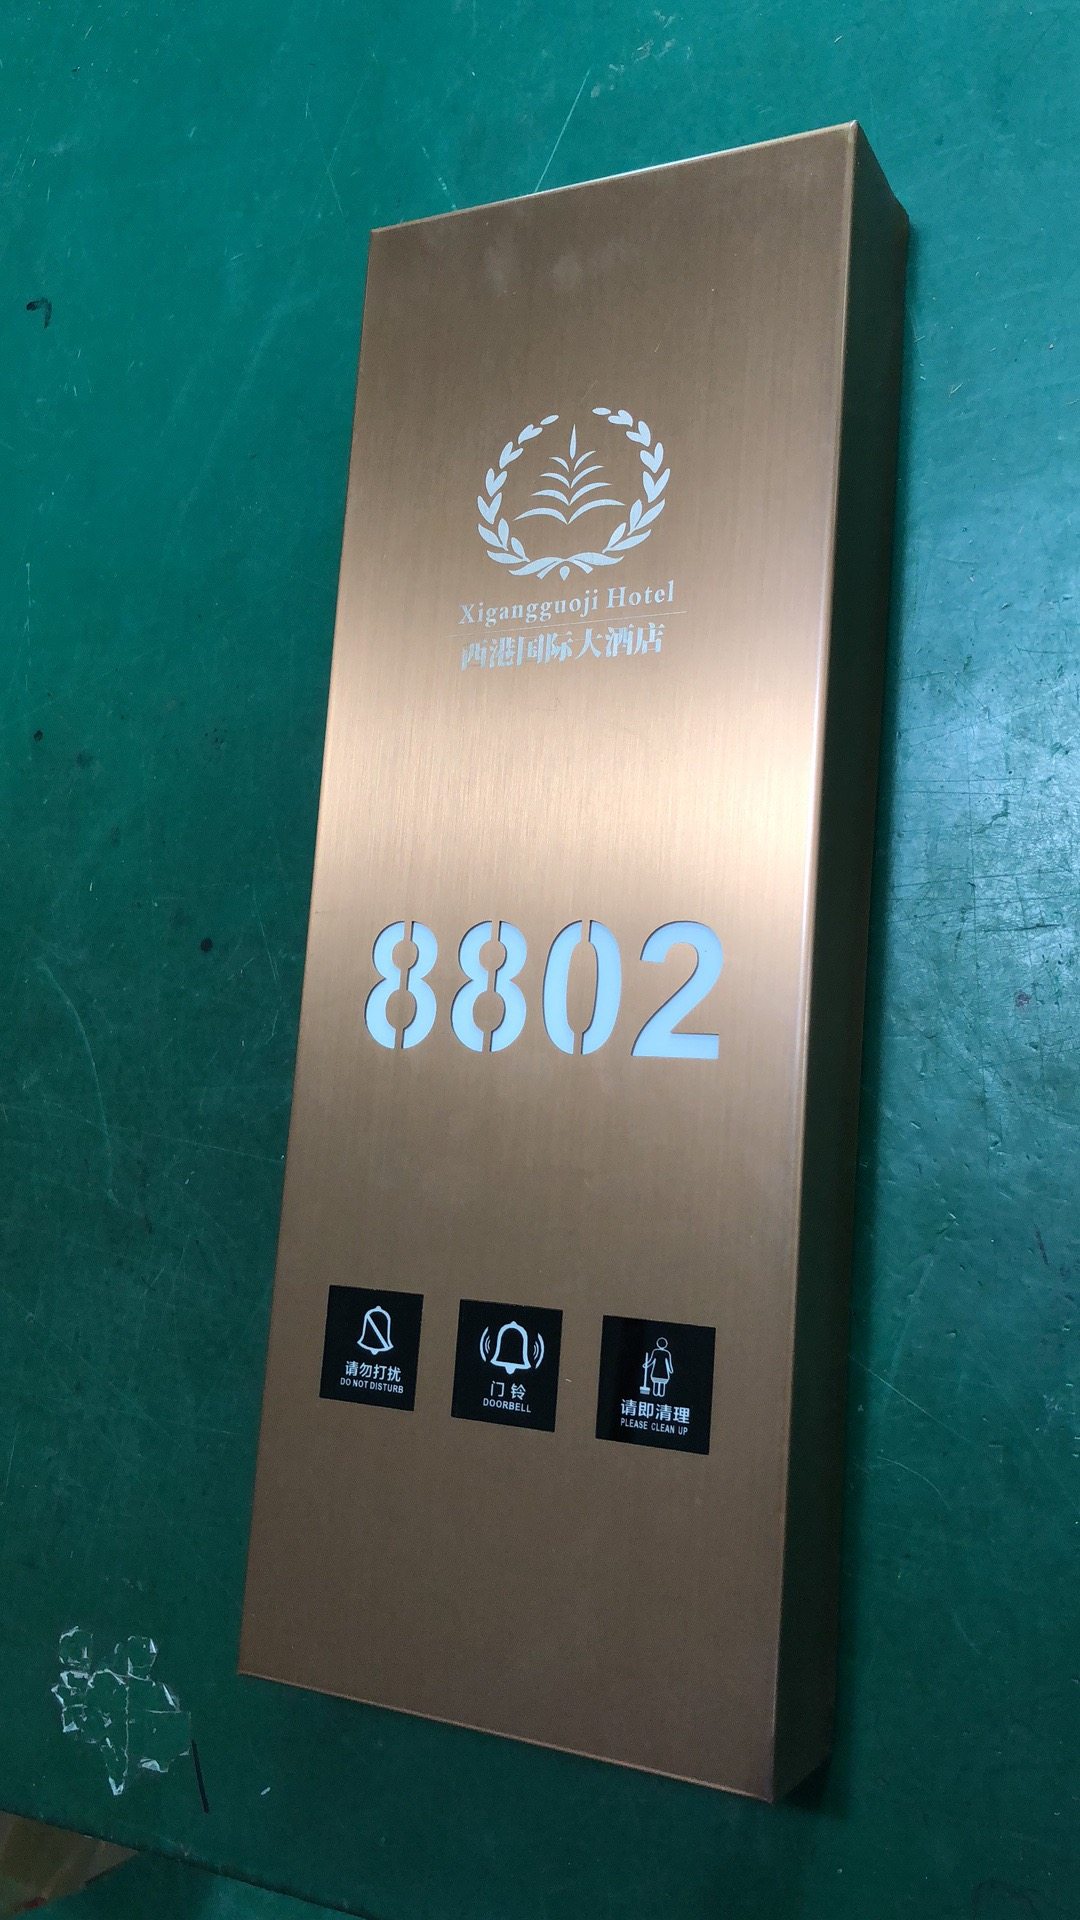 Xigangguoji Hotel
西港国际大酒店
8802
请勿打扰
DO NOT DISTURB
门铃
DOORBELL
请即清理
PLEASE CLEAN UP